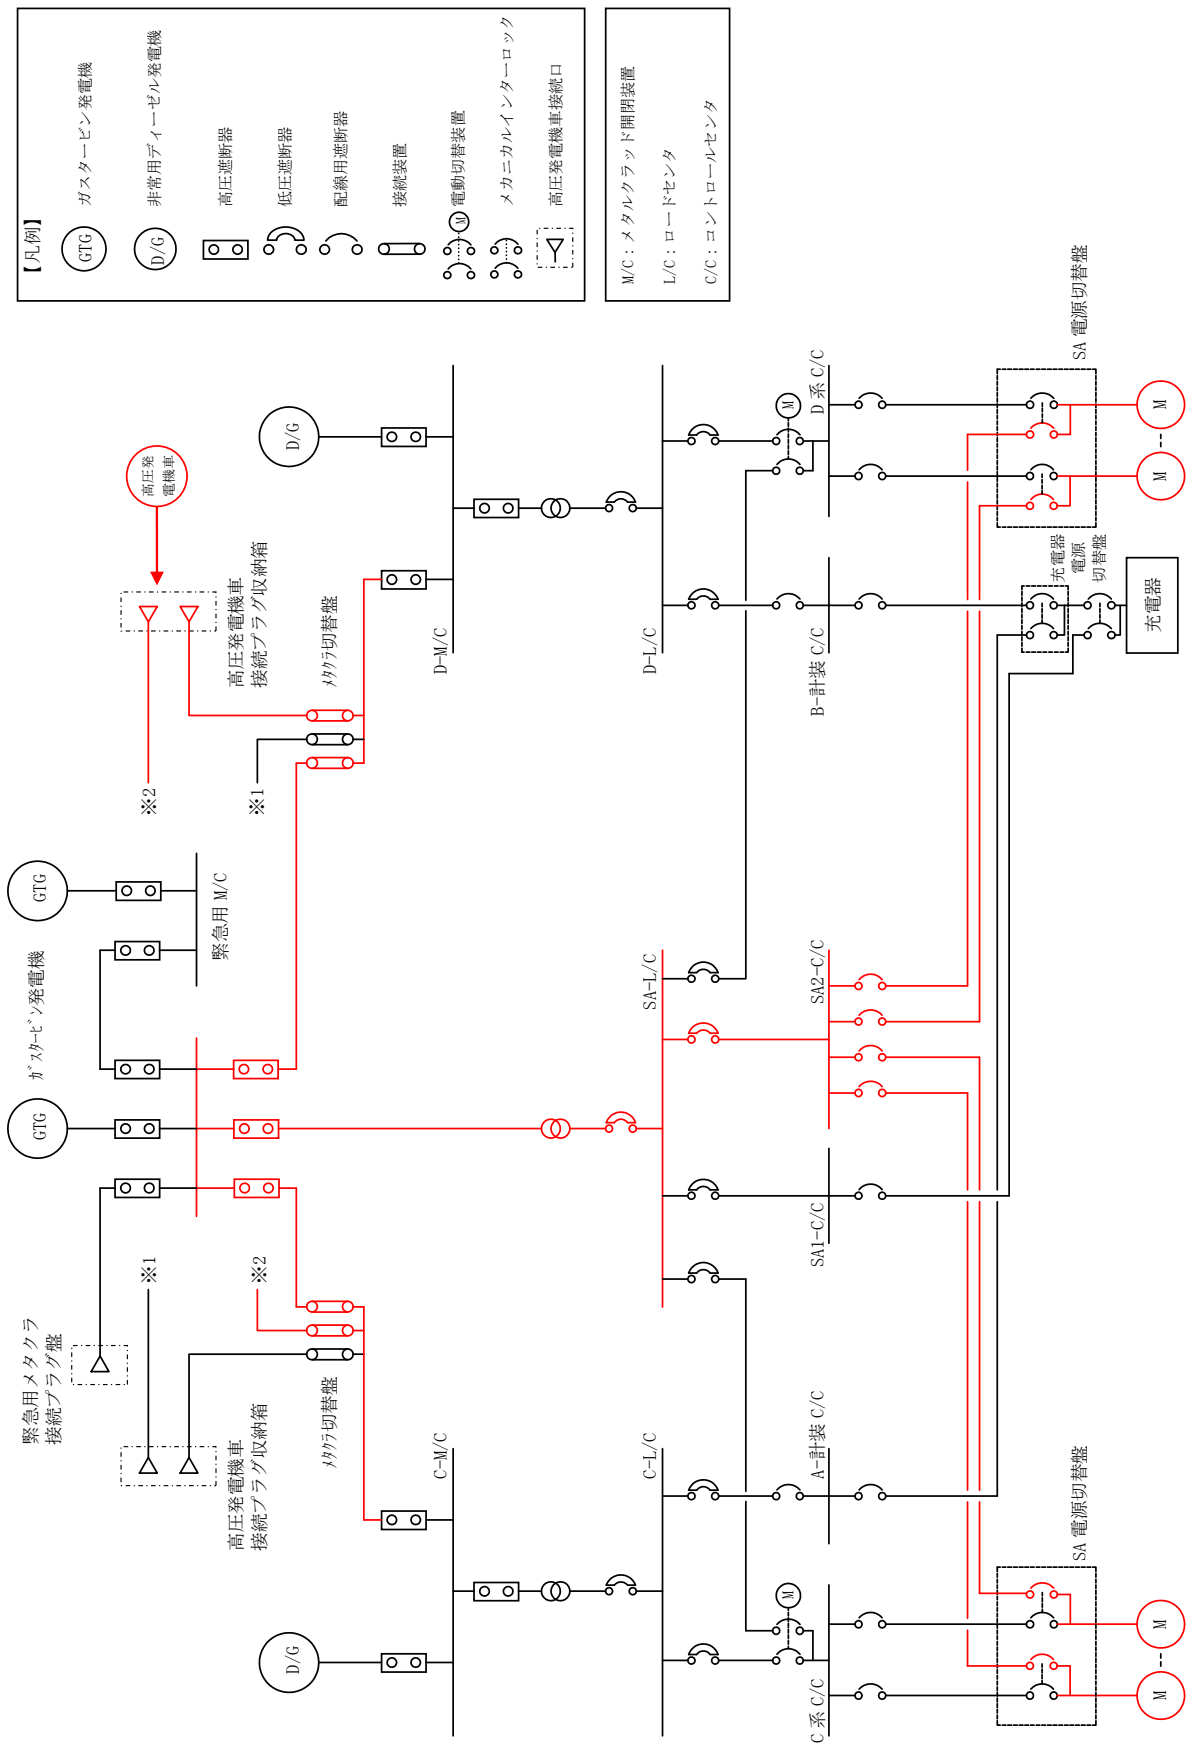 【凡例】
GTG
ガスタービン発電機
D/G
非常用ディーゼル発電機
高圧遮断器
低圧遮断器
配線用遮断器
接続装置
M
電動切替装置
メカニカルインターロック
高圧発電機車接続口
M/C：メタルクラッド開閉装置
L/C：ロードセンタ
C/C：コントロールセンタ
緊急用メタクラ
接続プラグ盤
GTG
ｶﾞｽﾀｰﾋﾞﾝ発電機
GTG
緊急用 M/C
※1
※2
※2
※1
高圧発
電機車
高圧発電機車
接続プラグ収納箱
高圧発電機車
接続プラグ収納箱
ﾒﾀｸﾗ切替盤
ﾒﾀｸﾗ切替盤
D/G
D/G
C-M/C
D-M/C
C-L/C
SA-L/C
D-L/C
M
M
C 系 C/C
A-計装 C/C
SA1-C/C
SA2-C/C
B-計装 C/C
D 系 C/C
SA 電源切替盤
充電器
電源
切替盤
SA 電源切替盤
M
M
充電器
M
M